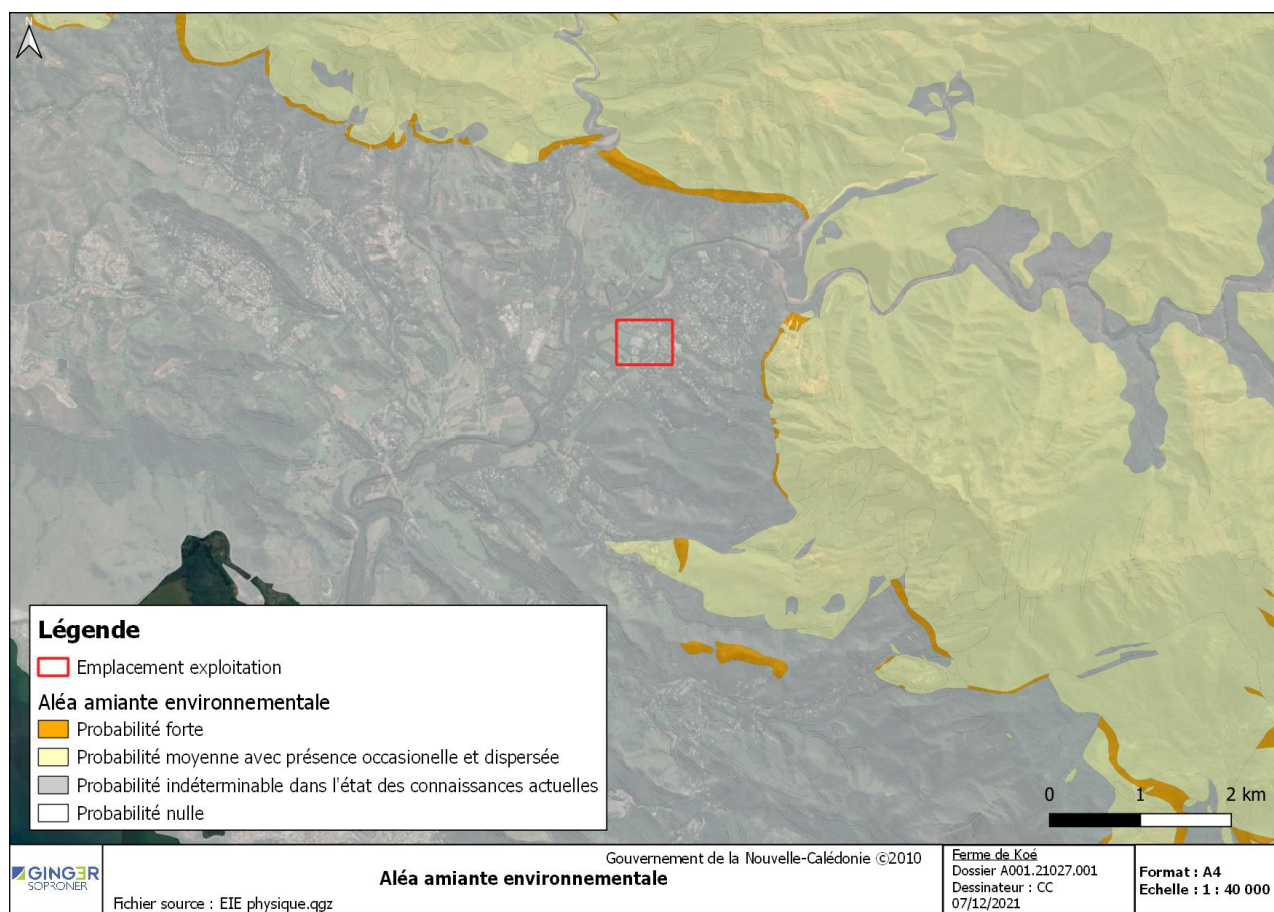 N
Légende
Emplacement exploitation
Aléa amiante environnementale
Probabilité forte
Probabilité moyenne avec présence occasionelle et dispersée
Probabilité indéterminable dans l'état des connaissances actuelles
Probabilité nulle
0 1 2 km
GINGER
SOPRONER
Gouvernement de la Nouvelle-Calédonie ©2010
Aléa amiante environnementale
Fichier source : EIE physique.qgz
Ferme de Koé
Dossier A001.21027.001
Dessinateur : CC
07/12/2021
Format : A4
Echelle : 1 : 40 000